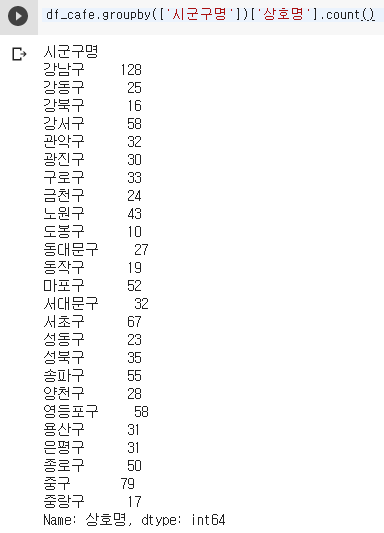 df_cafe.groupby(['시군구명'])['상호명'].count()
시군구명
강남구 128
강동구 25
강북구 16
강서구 58
관악구 32
광진구 30
구로구 33
금천구 24
노원구 43
도봉구 10
동대문구 27
동작구 19
마포구 52
서대문구 32
서초구 67
성동구 23
성북구 35
송파구 55
양천구 28
영등포구 58
용산구 31
은평구 31
종로구 50
중구 79
중랑구 17
Name: 상호명, dtype: int64